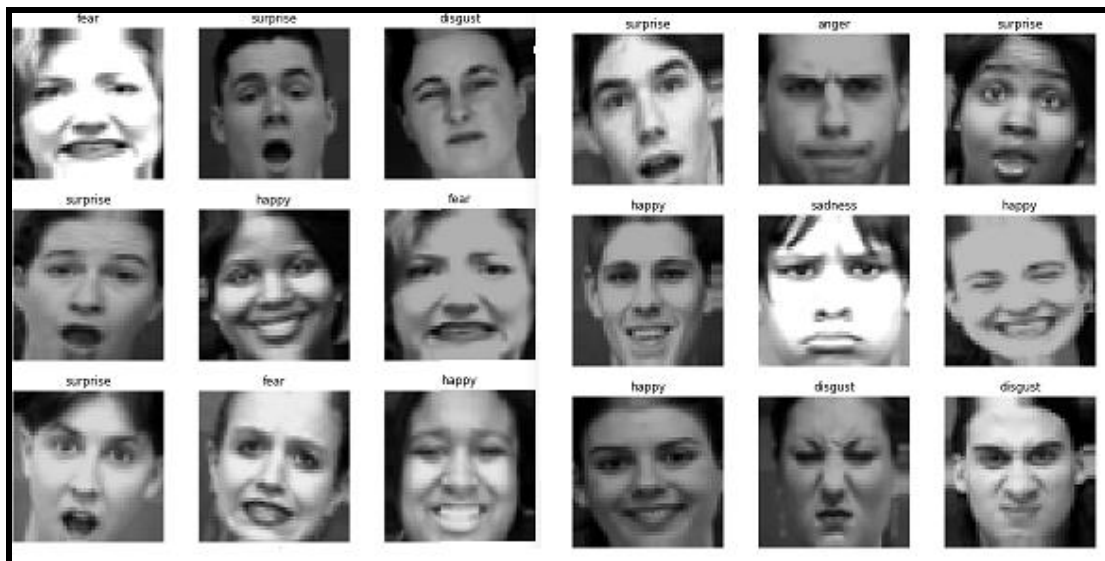 fear surprise disgust
surprise anger surprise
surprise happy fear
happy sadness happy
surprise fear happy
happy disgust disgust